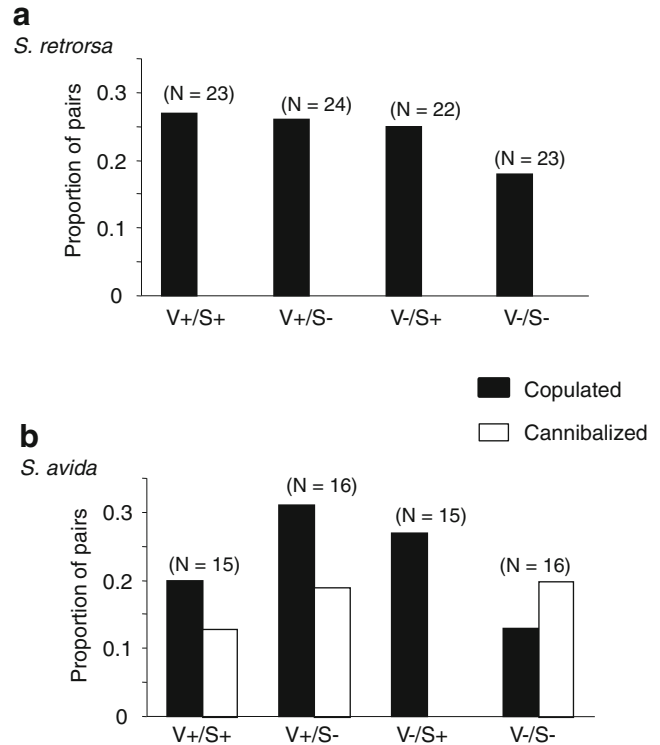 a
S. retrorsa
Proportion of pairs
0.3
0.2
0.1
0
(N = 23)
(N = 24)
(N = 22)
(N = 23)
V+/S+
V+/S-
V-/S+
V-/S-
Copulated
Cannibalized
b
S. avida
Proportion of pairs
0.3
0.2
0.1
0
(N = 15)
(N = 16)
(N = 15)
(N = 16)
V+/S+
V+/S-
V-/S+
V-/S-